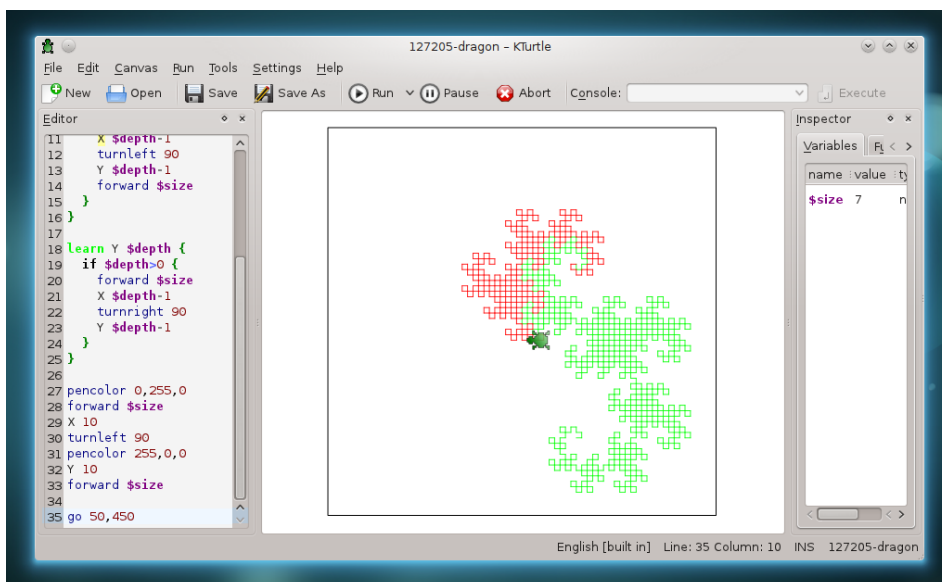 127205-dragon – KTurtle
File Edit Canvas Run Tools Settings Help
New Open Save Save As Run Pause Abort Console: Execute
Editor
11 X $depth-1
12 turnleft 90
13 Y $depth-1
14 forward $size
15 }
16 }
17
18 learn Y $depth {
19 if $depth>0 {
20 forward $size
21 X $depth-1
22 turnright 90
23 Y $depth-1
24 }
25 }
26
27 pencolor 0,255,0
28 forward $size
29 X 10
30 turnleft 90
31 pencolor 255,0,0
32 Y 10
33 forward $size
34
35 go 50,450
Inspector
Variables
name value ty
$size 7 n
English [built in] Line: 35 Column: 10 INS 127205-dragon